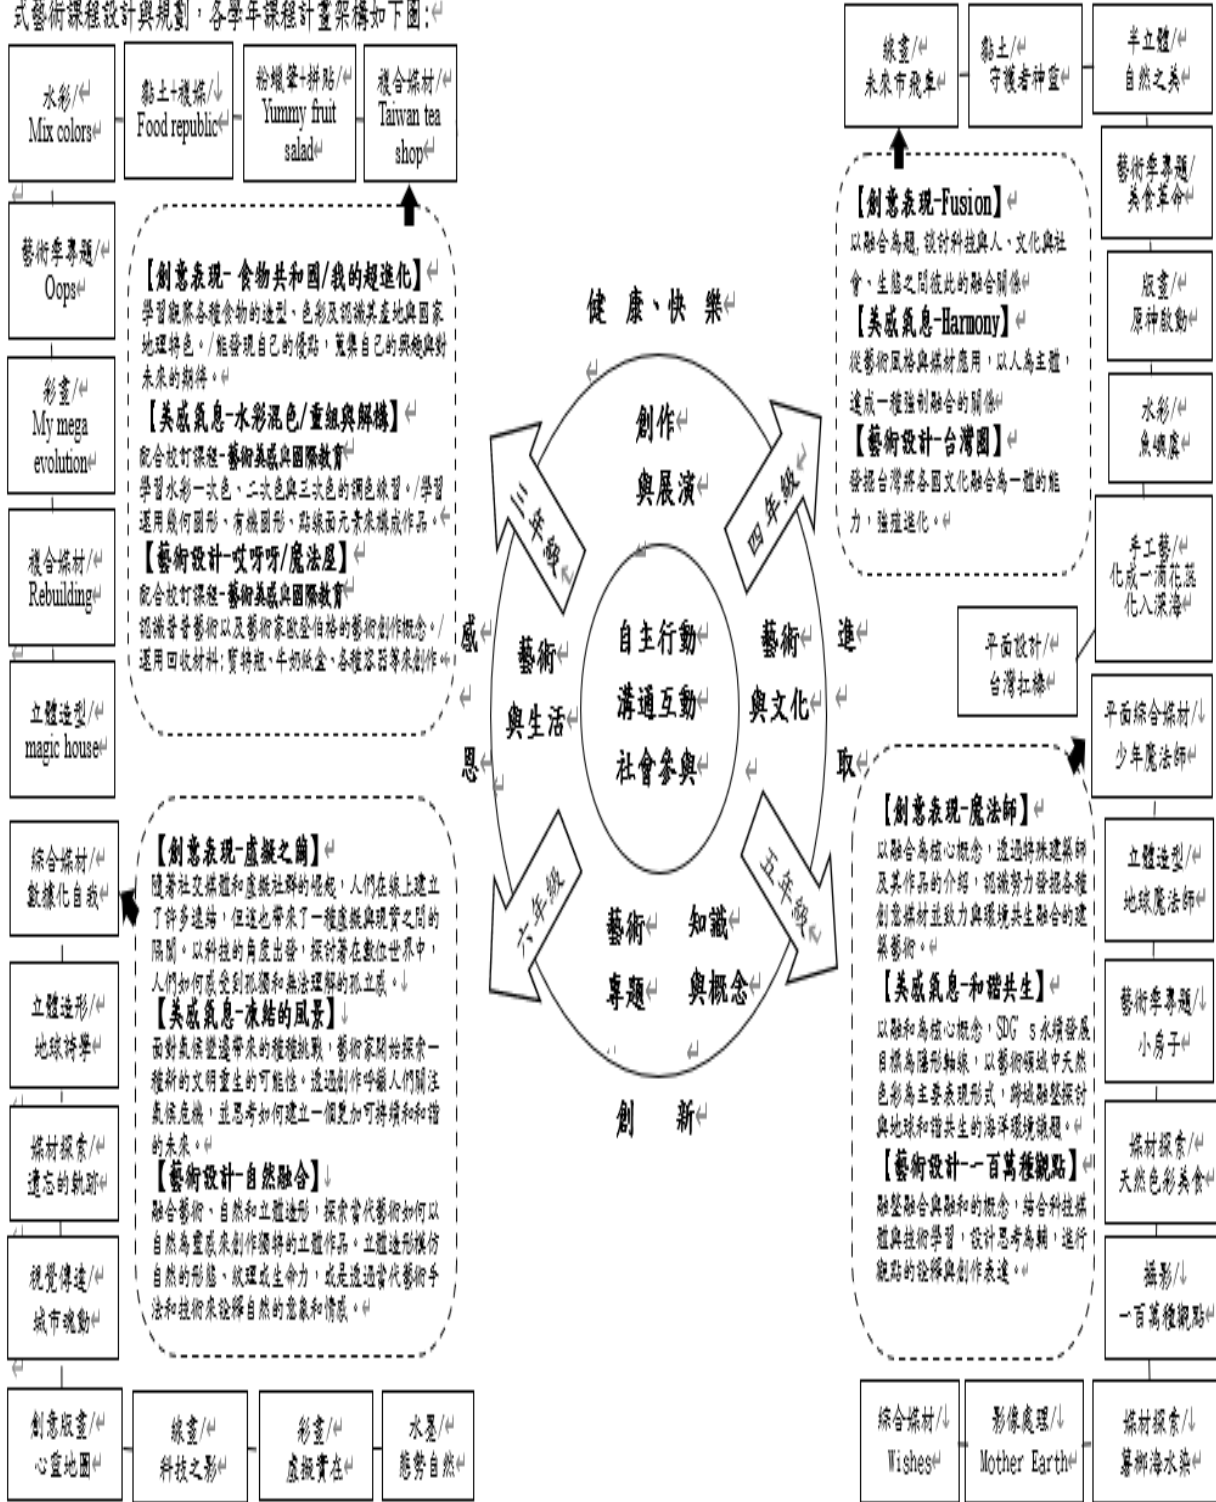 式藝術課程設計與規劃，各學年課程計畫架構如下圖：
水彩/
Mix colors
黏土+複媒/
Food republic
粉蠟筆+拼貼/
Yummy fruit
salad
複合媒材/
Taiwan tea
shop
藝術季專題/
Oops
彩畫/
My mega
evolution
複合媒材/
Rebuilding
立體造型/
magic house
【創意表現- 食物共和國/我的超進化】
學習觀察各種食物的造型、色彩及認識其產地與國家
地理特色。/能發現自己的優點，蒐集自己的興趣與對
未來的期待。
【美感氣息-水彩混色/重組與解構】
配合校訂課程-藝術美感與國際教育
學習水彩一次色、二次色與三次色的調色練習。/學習
運用幾何圖形、有機圖形、點線面元素來構成作品。
【藝術設計-哎呀呀/魔法屋】
配合校訂課程-藝術美感與國際教育
認識普普藝術以及藝術家歐登伯格的藝術創作概念。/
運用回收材料:寶特瓶、牛奶紙盒、各種容器等來創作
線畫/
未來市飛車
黏土/
守護者神靈
半立體/
自然之美
藝術季專題/
美食革命
版畫/
原神啟動
水彩/
魚嶼處
手工藝/
化成一滴花蕊
化入深海
平面設計/
台灣扛棒
【創意表現-Fusion】
以融合為題,談討科技與人、文化與社
會、生態之間彼此的融合關係
【美感氣息-Harmony】
從藝術風格與媒材應用，以人為主體，
達成一種強制融合的關係
【藝術設計-台灣國】
發掘台灣將各國文化融合為一體的能
力，強殖進化。
健 康、快 樂
創作
與展演
三年級
四年級
感
恩
藝術
與生活
自主行動
溝通互動
社會參與
藝術
與文化
進
取
六年級
五年級
藝術
專題
知識
與概念
創 新
平面綜合媒材/
少年魔法師
立體造型/
地球魔法師
藝術季專題/
小房子
媒材探索/
天然色彩美食
攝影/
一百萬種觀點
媒材探索/
薯榔海水染
影像處理/
Mother Earth
綜合媒材/
Wishes
【創意表現-魔法師】
以融合為核心概念，透過特殊建築師
及其作品的介紹，認識努力發掘各種
創意媒材並致力與環境共生融合的建
築藝術。
【美感氣息-和諧共生】
以融和為核心概念，SDG' s永續發展
目標為隱形軸線，以藝術領域中天然
色彩為主要表現形式，跨域融整探討
與地球和諧共生的海洋環境議題。
【藝術設計-一百萬種觀點】
融整融合與融和的概念，結合科技媒
體與技術學習，設計思考為輔，進行
觀點的詮釋與創作表達。
綜合媒材/
數據化自我
立體造形/
地球詩學
媒材探索/
遺忘的軌跡
視覺傳達/
城市魂動
創意版畫/
心靈地圖
線畫/
科技之影
彩畫/
虛擬實在
水墨/
態勢自然
【創意表現-虛擬之繭】
隨著社交媒體和虛擬社群的崛起，人們在線上建立
了許多連結，但這也帶來了一種虛擬與現實之間的
隔閡。以科技的角度出發，探討著在數位世界中，
人們如何感受到孤獨和無法理解的孤立感。
【美感氣息-凍結的風景】
面對氣候變遷帶來的種種挑戰，藝術家開始探索一
種新的文明重生的可能性。透過創作呼籲人們關注
氣候危機，並思考如何建立一個更加可持續和和諧
的未來。
【藝術設計-自然融合】
融合藝術、自然和立體造形，探索當代藝術如何以
自然為靈感來創作獨特的立體作品。立體造形模仿
自然的形態、紋理或生命力，或是透過當代藝術手
法和技術來詮釋自然的意象和情感。